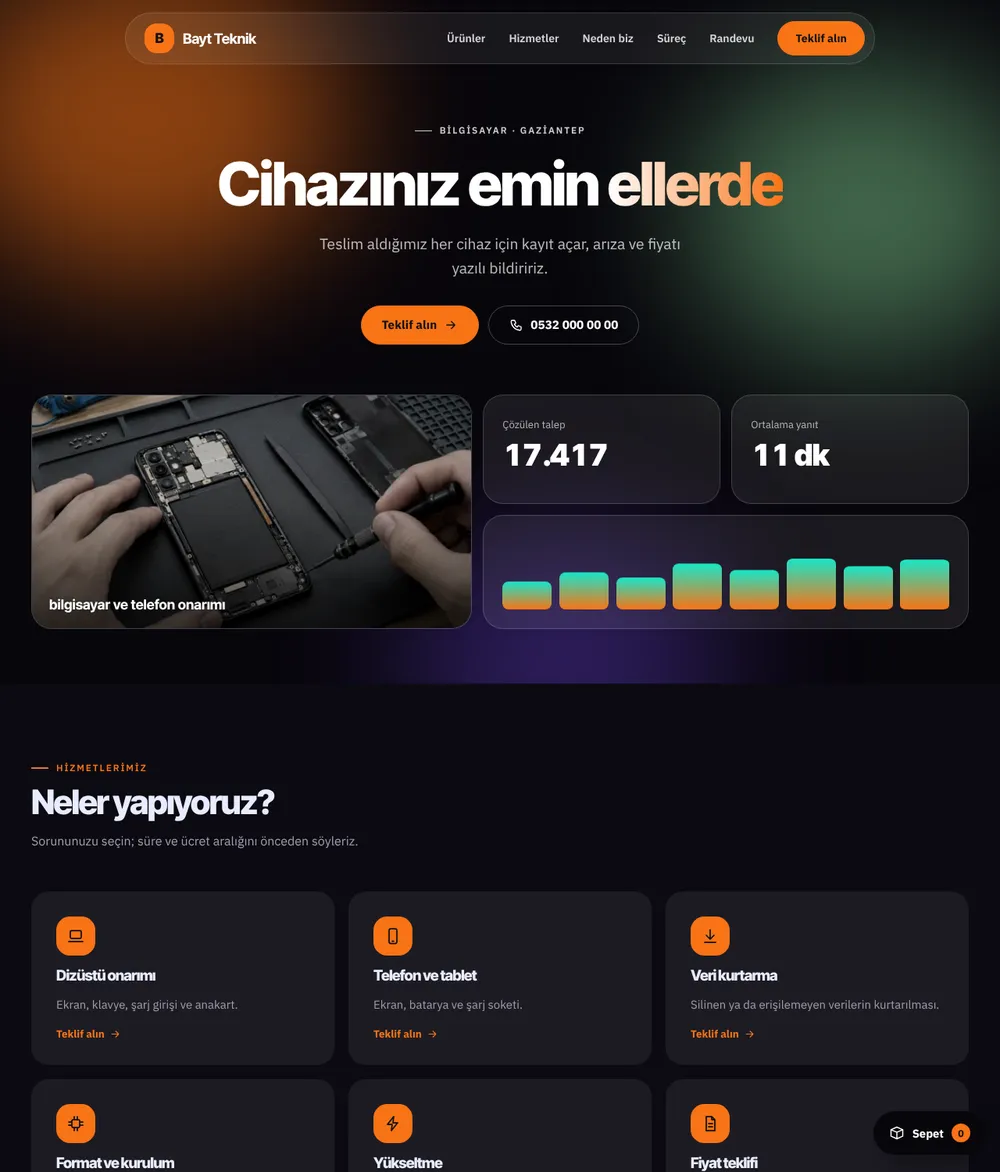 B
Bayt Teknik
Ürünler
Hizmetler
Neden biz
Süreç
Randevu
Teklif alın
BİLGİSAYAR · GAZİANTEP
Cihazınız emin ellerde
Teslim aldığımız her cihaz için kayıt açar, arıza ve fiyatı
yazılı bildiririz.
Teklif alın →
0532 000 00 00
bilgisayar ve telefon onarımı
Çözülen talep
17.417
Ortalama yanıt
11 dk
HİZMETLERİMİZ
Neler yapıyoruz?
Sorununuzu seçin; süre ve ücret aralığını önceden söyleriz.
Dizüstü onarımı
Ekran, klavye, şarj girişi ve anakart.
Teklif alın →
Telefon ve tablet
Ekran, batarya ve şarj soketi.
Teklif alın →
Veri kurtarma
Silinen ya da erişilemeyen verilerin kurtarılması.
Teklif alın →
Format ve kurulum
Yükseltme
Fiyat teklifi
Sepet 0